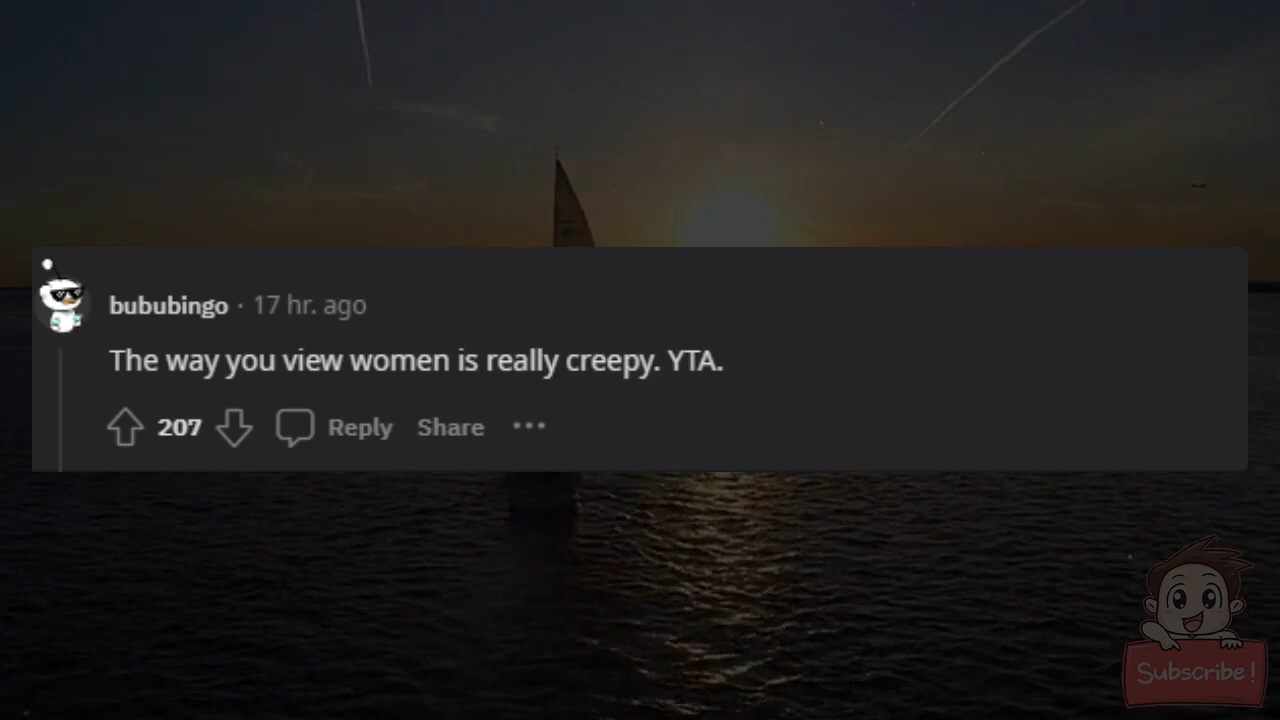 bububingo · 17 hr. ago
The way you view women is really creepy. YTA.
207 Reply Share •••
Subscribe!